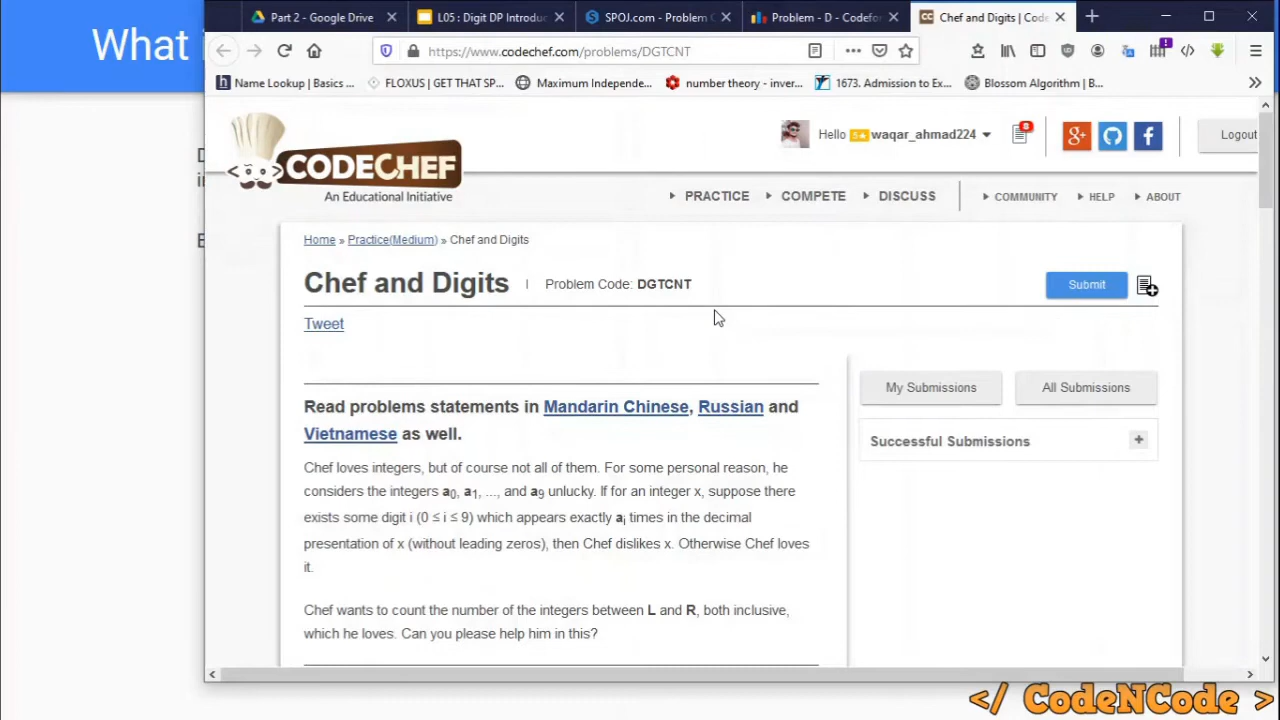 What
Part 2 - Google Drive
L05 : Digit DP Introduc
SPOJ.com - Problem C
Problem - D - Codefor
Chef and Digits | Code
https://www.codechef.com/problems/DGTCNT
Name Lookup | Basics ...
FLOXUS | GET THAT SP...
Maximum Independe...
number theory - inver...
1673. Admission to Ex...
Blossom Algorithm | B...
CODECHEF
An Educational Initiative
Hello 5★ waqar_ahmad224
8
g+
Logout
PRACTICE
COMPETE
DISCUSS
COMMUNITY
HELP
ABOUT
Home » Practice(Medium) » Chef and Digits
Chef and Digits | Problem Code: DGTCNT
Submit
Tweet
My Submissions
All Submissions
Successful Submissions
Read problems statements in Mandarin Chinese, Russian and
Vietnamese as well.
Chef loves integers, but of course not all of them. For some personal reason, he
considers the integers a0, a1, ..., and a9 unlucky. If for an integer x, suppose there
exists some digit i (0 ≤ i ≤ 9) which appears exactly ai times in the decimal
presentation of x (without leading zeros), then Chef dislikes x. Otherwise Chef loves
it.
Chef wants to count the number of the integers between L and R, both inclusive,
which he loves. Can you please help him in this?
</ CodeNCode >